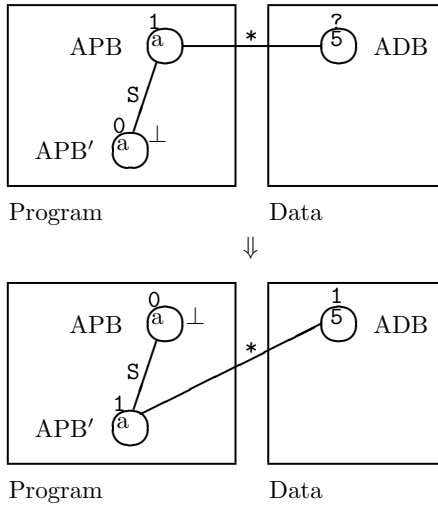 1 ?
APB a * 5 ADB
S
0
APB′ a ⊥
Program Data
⇓
0 1
APB a ⊥ 5 ADB
S *
1
APB′ a
Program Data